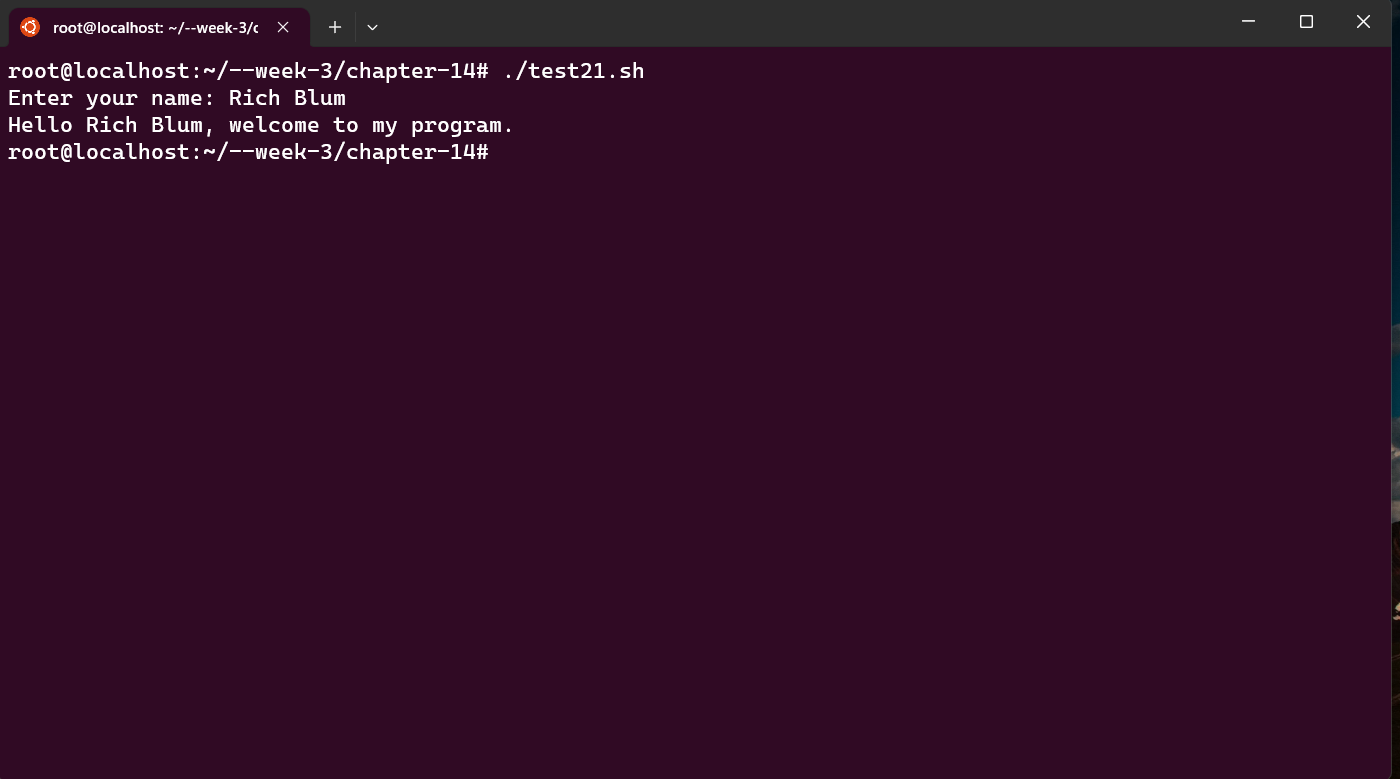 root@localhost: ~/--week-3/c
root@localhost:~/--week-3/chapter-14# ./test21.sh
Enter your name: Rich Blum
Hello Rich Blum, welcome to my program.
root@localhost:~/--week-3/chapter-14#